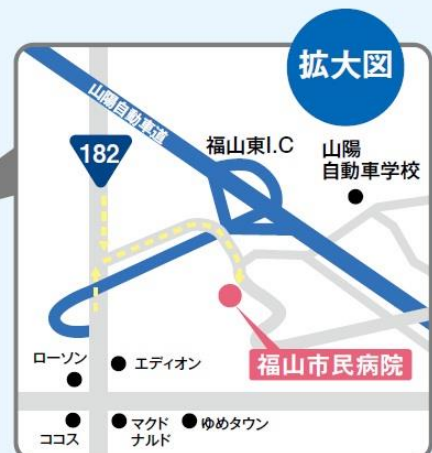 拡大図
山陽自動車道
182
福山東I.C
山陽
自動車学校
ローソン
エディオン
福山市民病院
ココス
マクド
ナルド
ゆめタウン